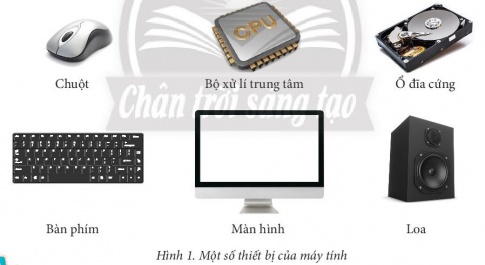 CPU
Chuột
Bộ xử lí trung tâm
Ổ đĩa cứng
Chân trời sáng tạo
Bàn phím
Màn hình
Loa
Hình 1. Một số thiết bị của máy tính